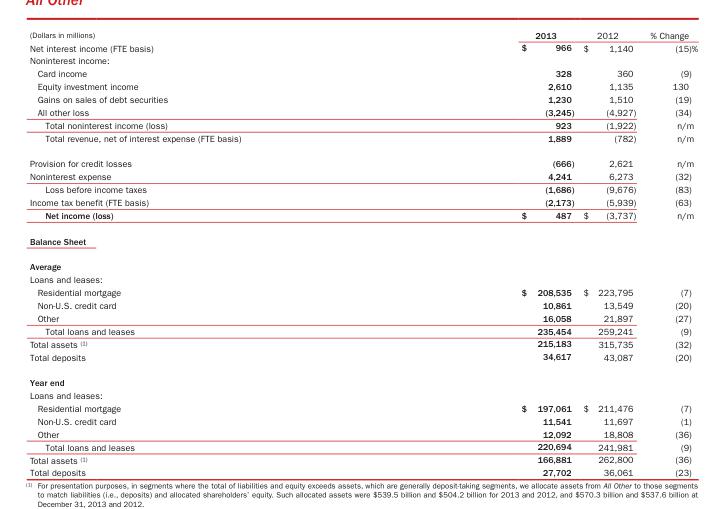 All Other
(Dollars in millions) 2013 2012 % Change
Net interest income (FTE basis) $ 966 $ 1,140 (15)%
Noninterest income:
Card income 328 360 (9)
Equity investment income 2,610 1,135 130
Gains on sales of debt securities 1,230 1,510 (19)
All other loss (3,245) (4,927) (34)
Total noninterest income (loss) 923 (1,922) n/m
Total revenue, net of interest expense (FTE basis) 1,889 (782) n/m
Provision for credit losses (666) 2,621 n/m
Noninterest expense 4,241 6,273 (32)
Loss before income taxes (1,686) (9,676) (83)
Income tax benefit (FTE basis) (2,173) (5,939) (63)
Net income (loss) $ 487 $ (3,737) n/m
Balance Sheet
Average
Loans and leases:
Residential mortgage $ 208,535 $ 223,795 (7)
Non-U.S. credit card 10,861 13,549 (20)
Other 16,058 21,897 (27)
Total loans and leases 235,454 259,241 (9)
Total assets (1) 215,183 315,735 (32)
Total deposits 34,617 43,087 (20)
Year end
Loans and leases:
Residential mortgage $ 197,061 $ 211,476 (7)
Non-U.S. credit card 11,541 11,697 (1)
Other 12,092 18,808 (36)
Total loans and leases 220,694 241,981 (9)
Total assets (1) 166,881 262,800 (36)
Total deposits 27,702 36,061 (23)
(1) For presentation purposes, in segments where the total of liabilities and equity exceeds assets, which are generally deposit-taking segments, we allocate assets from All Other to those segments
to match liabilities (i.e., deposits) and allocated shareholders' equity. Such allocated assets were $539.5 billion and $504.2 billion for 2013 and 2012, and $570.3 billion and $537.6 billion at
December 31, 2013 and 2012.